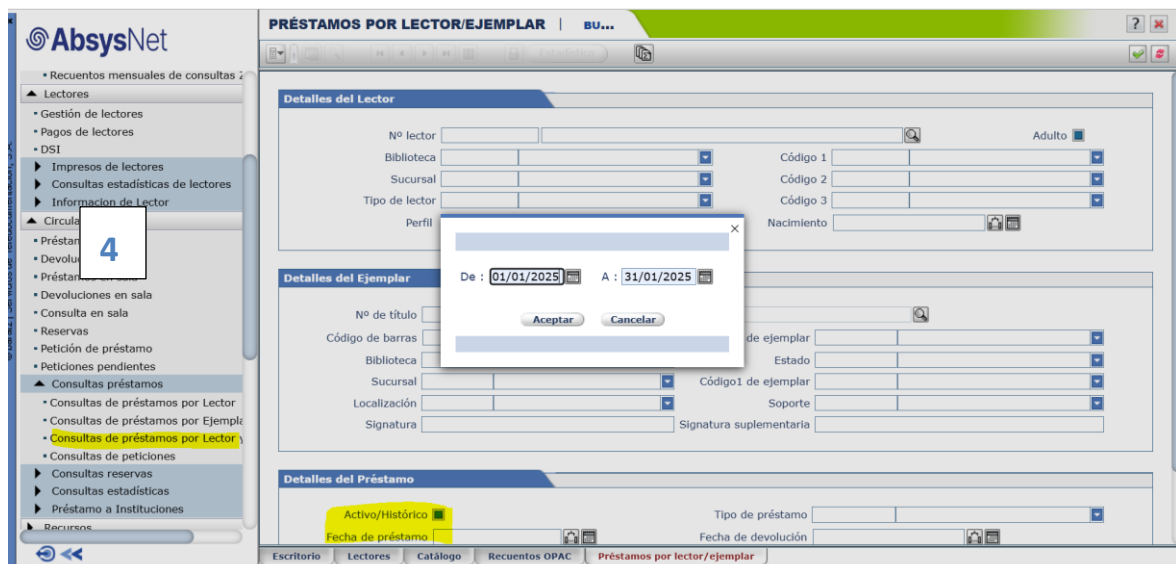 AbsysNet
Recuentos mensuales de consultas
Lectores
Gestión de lectores
Pagos de lectores
DSI
Impresos de lectores
Consultas estadísticas de lectores
Informacion de Lector
Circula
4
Préstam
Devolu
Préstamos en sala
Devoluciones en sala
Consulta en sala
Reservas
Petición de préstamo
Peticiones pendientes
Consultas préstamos
Consultas de préstamos por Lector
Consultas de préstamos por Ejempla
Consultas de préstamos por Lector y
Consultas de peticiones
Consultas reservas
Consultas estadísticas
Préstamo a Instituciones
Recursos
PRÉSTAMOS POR LECTOR/EJEMPLAR | BU...
Estadística
Detalles del Lector
Nº lector Adulto
Biblioteca Código 1
Sucursal Código 2
Tipo de lector Código 3
Perfil Nacimiento
×
De : 01/01/2025 A : 31/01/2025
Aceptar Cancelar
Detalles del Ejemplar
Nº de título
Código de barras de ejemplar
Biblioteca Estado
Sucursal Código1 de ejemplar
Localización Soporte
Signatura Signatura suplementaria
Detalles del Préstamo
Activo/Histórico Tipo de préstamo
Fecha de préstamo Fecha de devolución
Escritorio Lectores Catálogo Recuentos OPAC Préstamos por lector/ejemplar